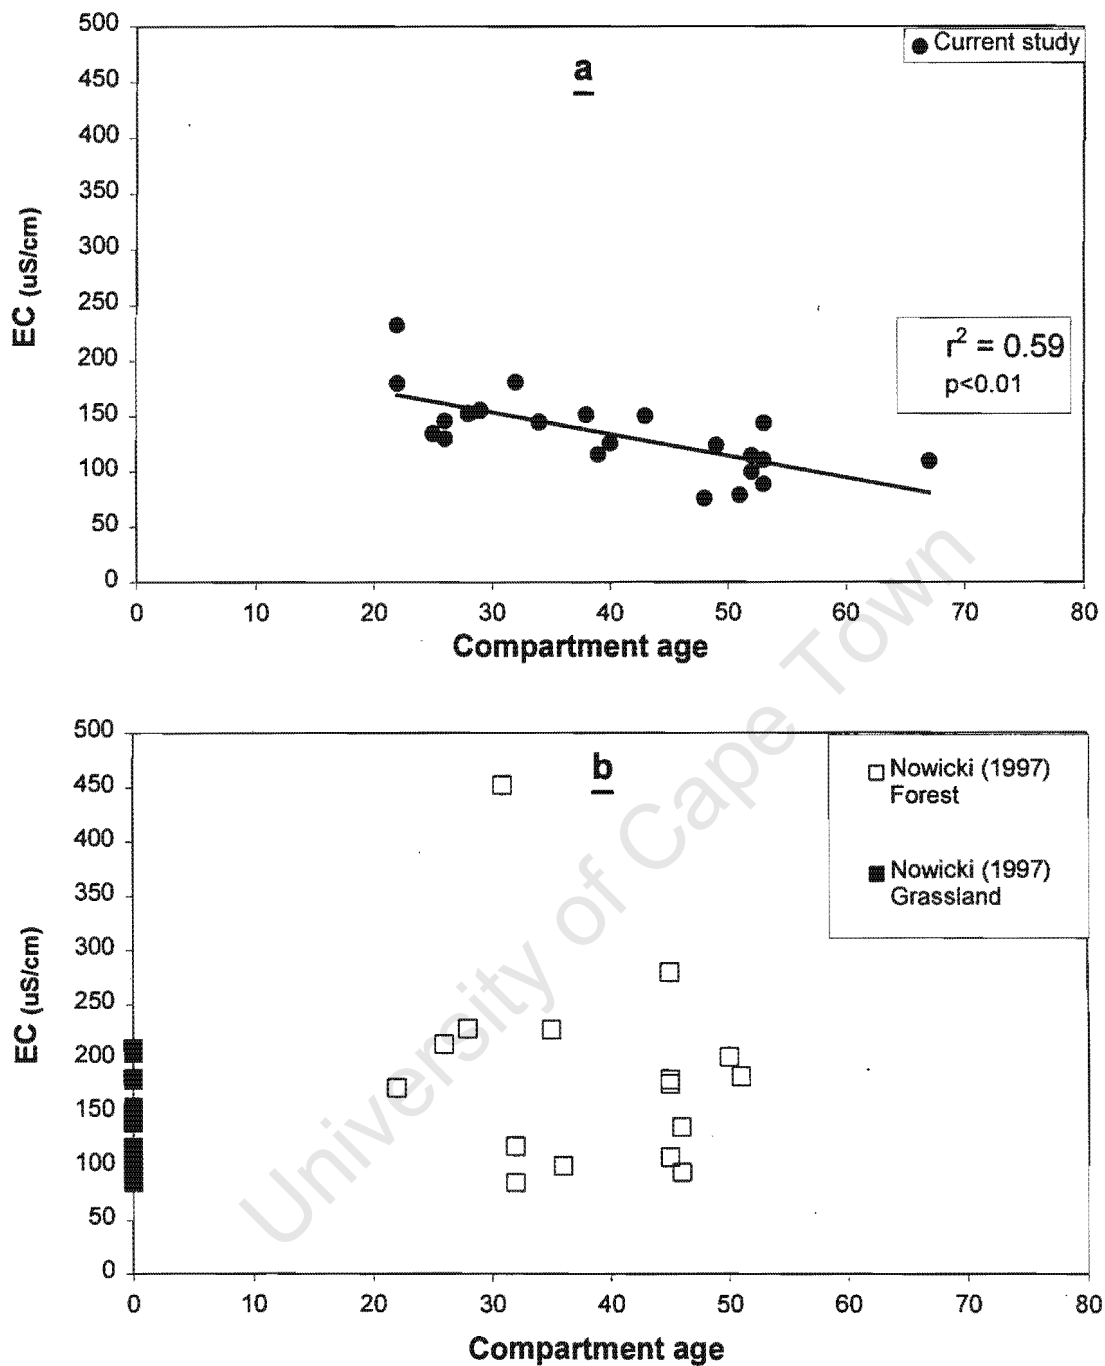 500
450
400
350
300
250
200
150
100
50
0
EC (uS/cm)
a
Current study
r² = 0.59
p<0.01
0 10 20 30 40 50 60 70 80
Compartment age
500
450
400
350
300
250
200
150
100
50
0
EC (uS/cm)
b
Nowicki (1997)
Forest
Nowicki (1997)
Grassland
0 10 20 30 40 50 60 70 80
Compartment age
University of Cape Town